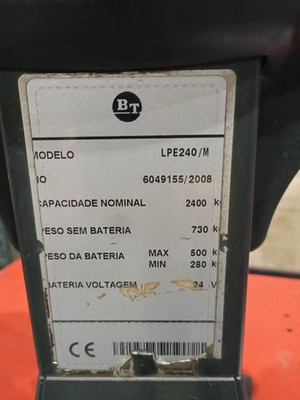 BT
MODELO LPE240/M
NO 6049155/2008
CAPACIDADE NOMINAL 2400 k
PESO SEM BATERIA 730 k
PESO DA BATERIA MAX 500 k
MIN 280 k
BATERIA VOLTAGEM 24 V
CE